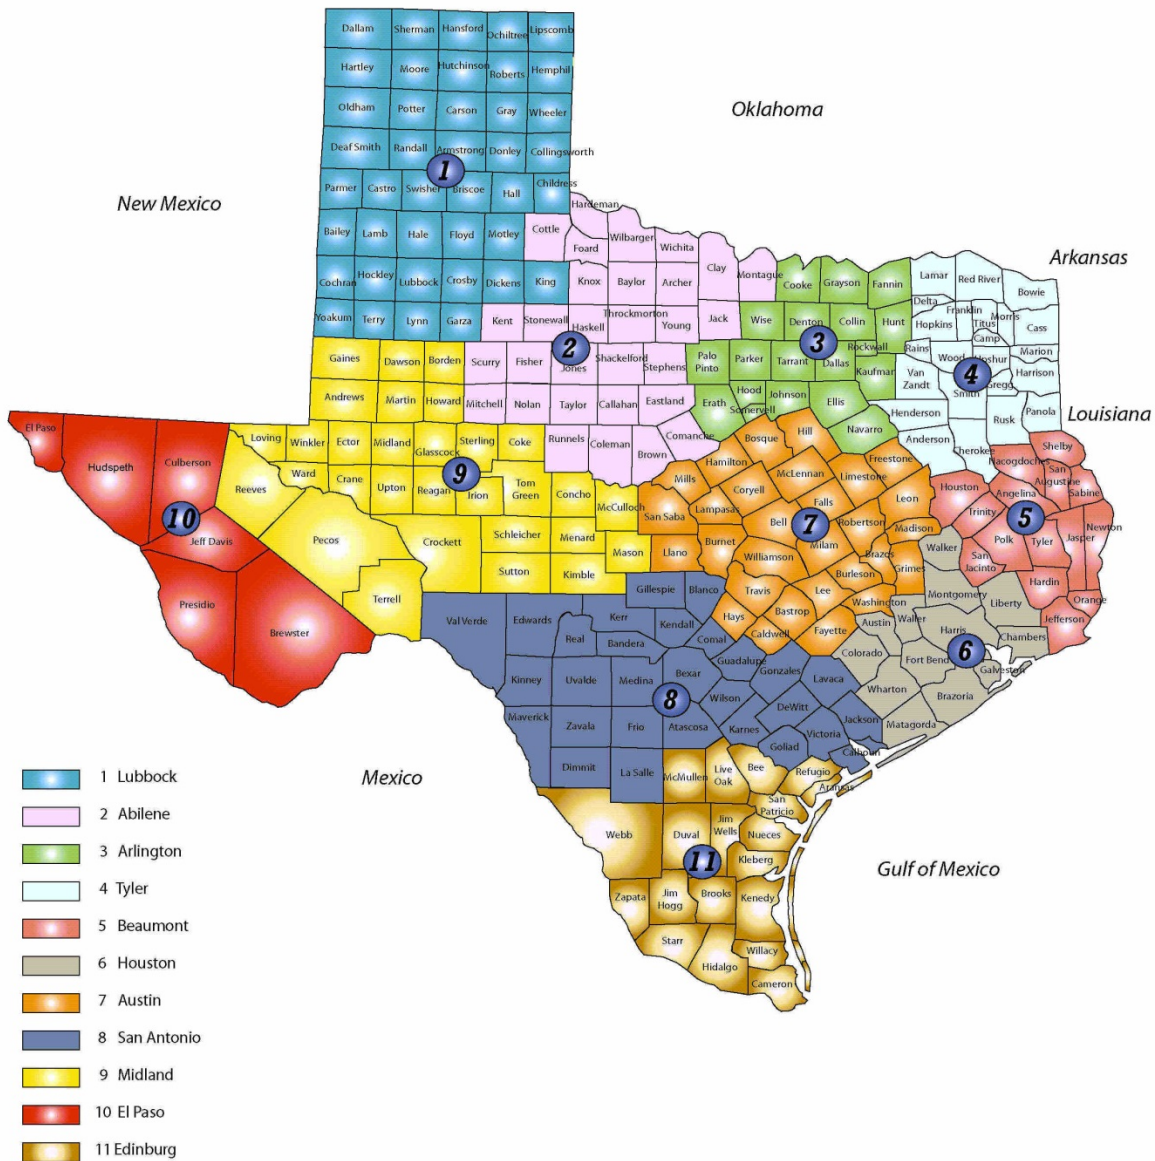 Dallam Sherman Hansford Ochiltree Lipscomb
Hartley Moore Hutchinson Roberts Hemphil
Oklahoma
Oldham Potter Carson Gray Wheeler
Deaf Smith Randall Armstrong Donley Collingsworth
1
New Mexico
Parmer Castro Swisher Briscoe Hall Childress
Hardeman
Bailey Lamb Hale Floyd Motley Cottle
Foard Wilbarger Wichita
Arkansas
Cochran Hockley Lubbock Crosby Dickens King
Knox Baylor Archer Clay Montague Cooke Grayson Fannin Lamar Red River Bowie
Yoakum Terry Lynn Garza Kent Stonewall Haskell Throckmorton Young Jack Wise Denton Collin Hunt Delta Hopkins Franklin Titus Morris Cass
Camp
2
3
4
Gaines Dawson Borden Scurry Fisher Jones Shackelford Stephens Palo Pinto Parker Tarrant Dallas Rockwall Kaufman Rains Wood Upshur Marion
Van Zandt Smith Gregg Harrison
Andrews Martin Howard Mitchell Nolan Taylor Callahan Eastland Erath Hood Somervell Johnson Ellis Henderson Rusk Panola
Louisiana
El Paso Hudspeth Culberson Loving Winkler Ector Midland Glasscock Sterling Coke Runnels Coleman Brown Comanche Bosque Hill Navarro Anderson Cherokee Nacogdoches Shelby
San Augustine Sabine
Reeves Ward Crane Upton Reagan Irion Tom Green Concho McCulloch Mills Hamilton Coryell McLennan Limestone Freestone Leon Houston Angelina
9
10
7
5
San Saba Lampasas Bell Falls Robertson Madison Trinity Polk Tyler Jasper Newton
Jeff Davis Pecos Crockett Schleicher Menard Mason Llano Burnet Williamson Milam Brazos Grimes Walker San Jacinto Hardin
Sutton Kimble
Presidio Brewster Terrell Gillespie Blanco Travis Lee Burleson Washington Montgomery Liberty Orange
Jefferson
Val Verde Edwards Kerr Kendall Hays Bastrop Fayette Austin Waller Harris Chambers
Real Bandera Comal Caldwell Colorado Fort Bend Galveston
6
Kinney Uvalde Medina Bexar Guadalupe Gonzales Lavaca Wharton Brazoria
8
Maverick Zavala Frio Atascosa Wilson Karnes DeWitt Jackson Matagorda
Victoria Goliad Calhoun
Dimmit La Salle McMullen Live Oak Bee Refugio Aransas
San Patricio
Mexico
Webb Duval Jim Wells Nueces
11
Kleberg
Gulf of Mexico
Zapata Jim Hogg Brooks Kenedy
Starr Hidalgo Willacy
Cameron
1 Lubbock
2 Abilene
3 Arlington
4 Tyler
5 Beaumont
6 Houston
7 Austin
8 San Antonio
9 Midland
10 El Paso
11 Edinburg